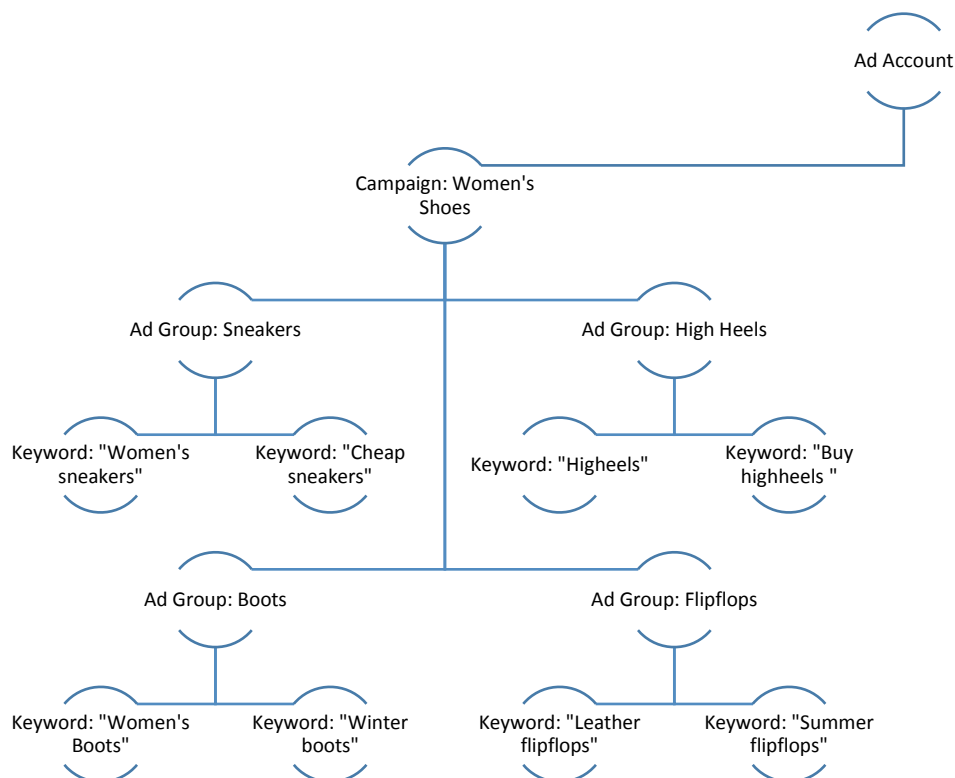 Ad Account
Campaign: Women's
Shoes
Ad Group: Sneakers
Ad Group: High Heels
Keyword: "Women's
sneakers"
Keyword: "Cheap
sneakers"
Keyword: "Higheels"
Keyword: "Buy
highheels "
Ad Group: Boots
Ad Group: Flipflops
Keyword: "Women's
Boots"
Keyword: "Winter
boots"
Keyword: "Leather
flipflops"
Keyword: "Summer
flipflops"